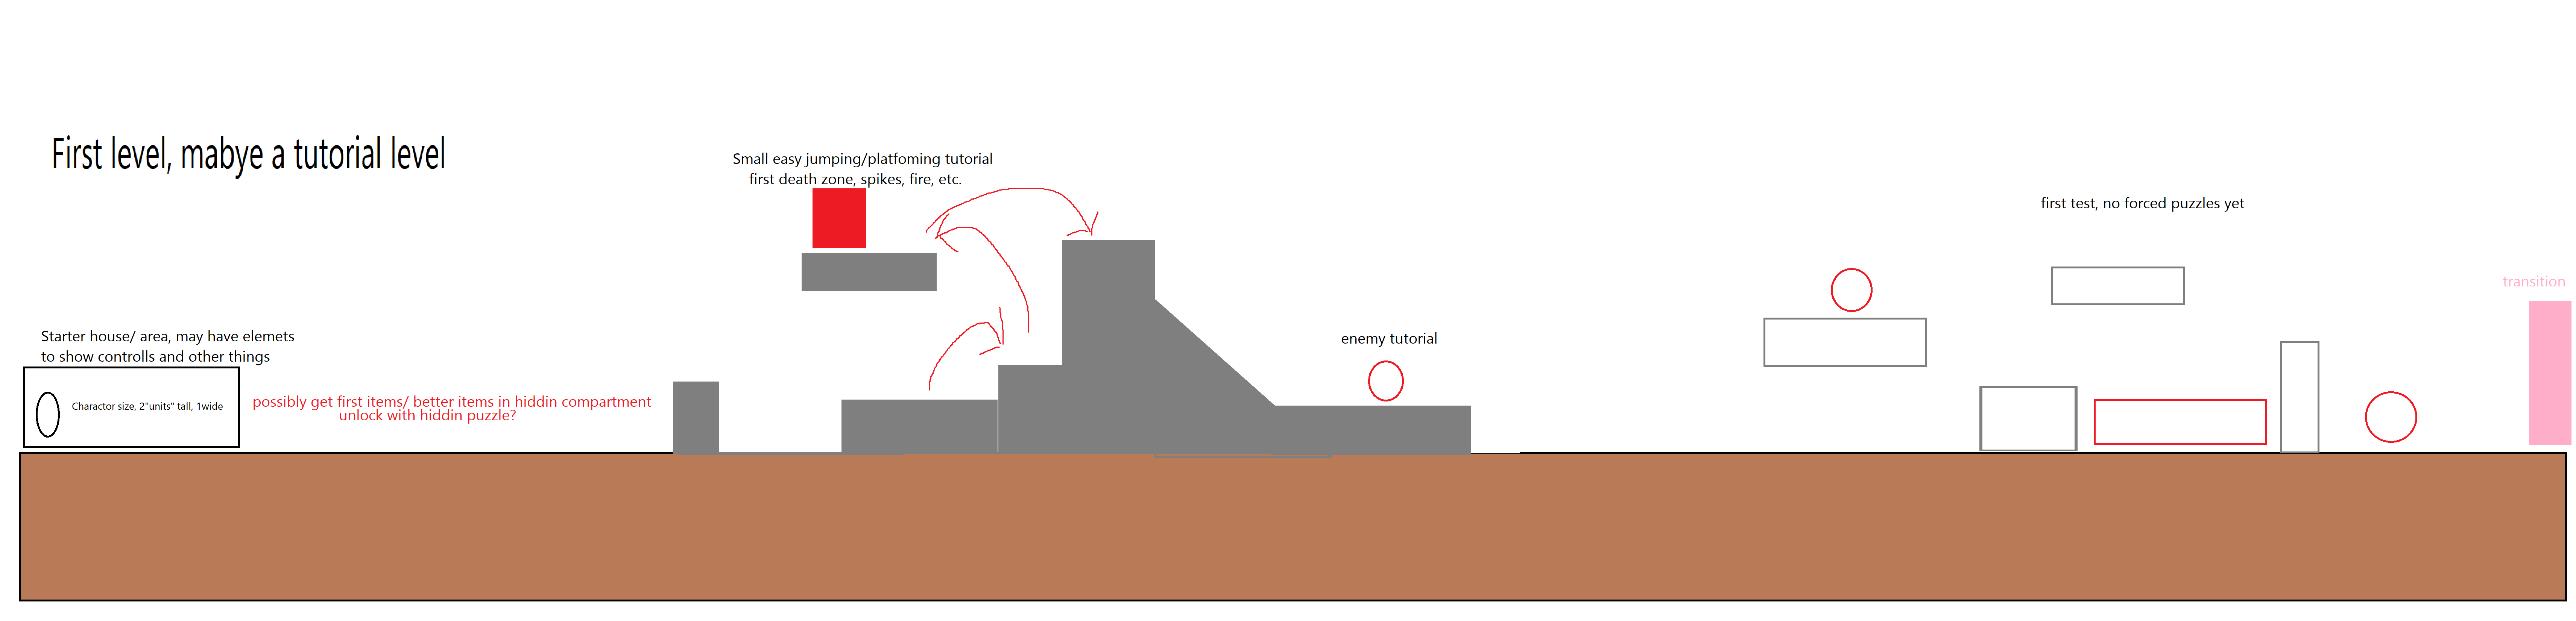 First level, mabye a tutorial level
Small easy jumping/platfoming tutorial
first death zone, spikes, fire, etc.
first test, no forced puzzles yet
transition
Starter house/ area, may have elemets
to show controlls and other things
enemy tutorial
Charactor size, 2"units" tall, 1wide
possibly get first items/ better items in hiddin compartment
unlock with hiddin puzzle?